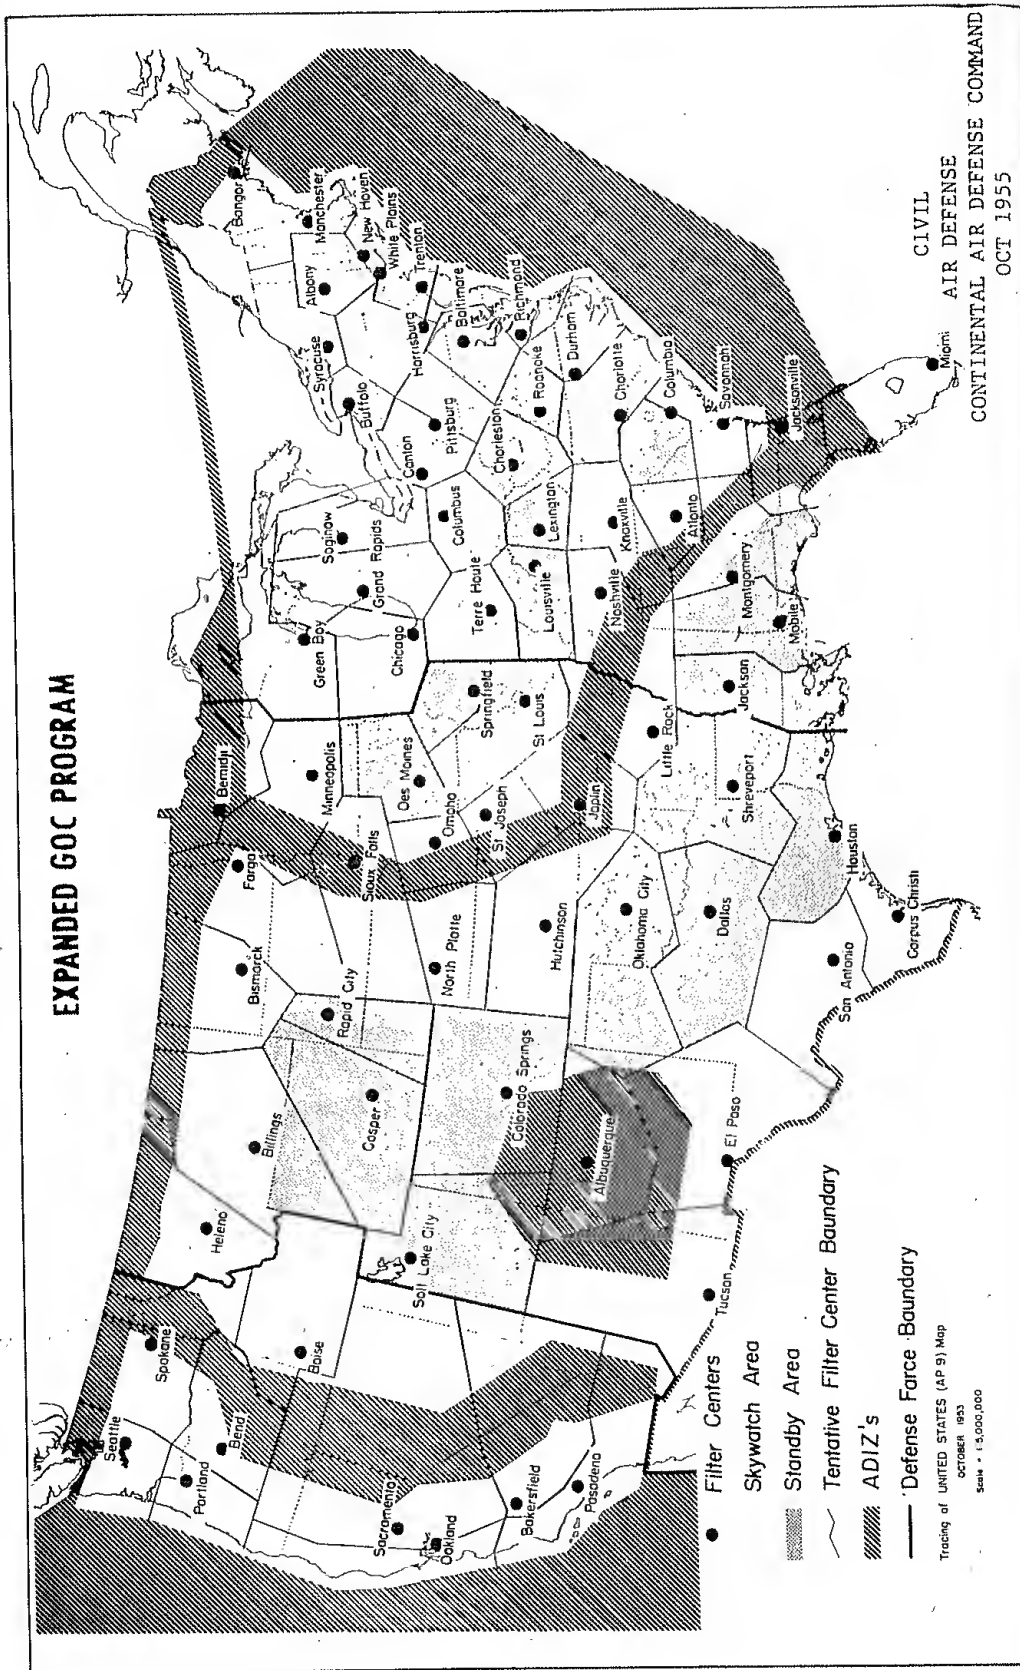 EXPANDED GOC PROGRAM
Seattle
Spokane
Portland
Bend
Helena
Boise
Billings
Bismarck
Fargo
Bemidji
Rapid City
Casper
Minneapolis
Sioux Falls
Salt Lake City
Sacramento
Oakland
Bakersfield
Pasadena
Colorado Springs
Albuquerque
Tucson
El Paso
North Platte
Omaha
Des Moines
St Joseph
Hutchinson
Joplin
Springfield
St Louis
Oklahoma City
Dallas
Little Rock
Shreveport
Jackson
San Antonio
Houston
Corpus Christi
Green Bay
Chicago
Grand Rapids
Saginaw
Terre Haute
Columbus
Canton
Louisville
Lexington
Charleston
Nashville
Knoxville
Atlanta
Montgomery
Mobile
Buffalo
Syracuse
Albany
Bangor
Manchester
New Haven
White Plains
Trenton
Harrisburg
Baltimore
Pittsburg
Richmond
Roanoke
Durham
Charlotte
Columbia
Savannah
Jacksonville
Miami
Filter Centers
Skywatch Area
Standby Area
Tentative Filter Center Boundary
ADIZ's
Defense Force Boundary
Tracing of UNITED STATES (AP 9) Map
OCTOBER 1953
Scale = 1:5,000,000
CIVIL
AIR DEFENSE
CONTINENTAL AIR DEFENSE COMMAND
OCT 1955